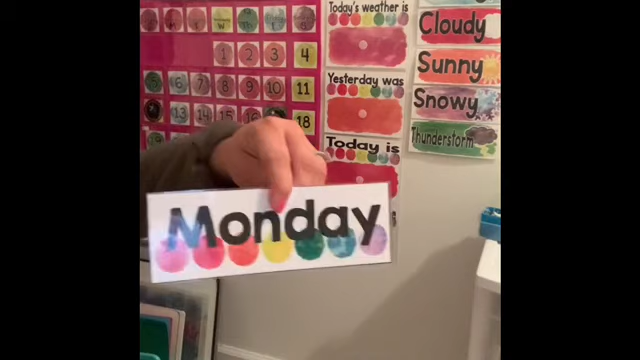 Today's weather is
Cloudy
Sunny
Snowy
Thunderstorm
Yesterday was
Today is
1 2 3 4
5 6 7 8 9 10 11
13 14 15 18
Monday